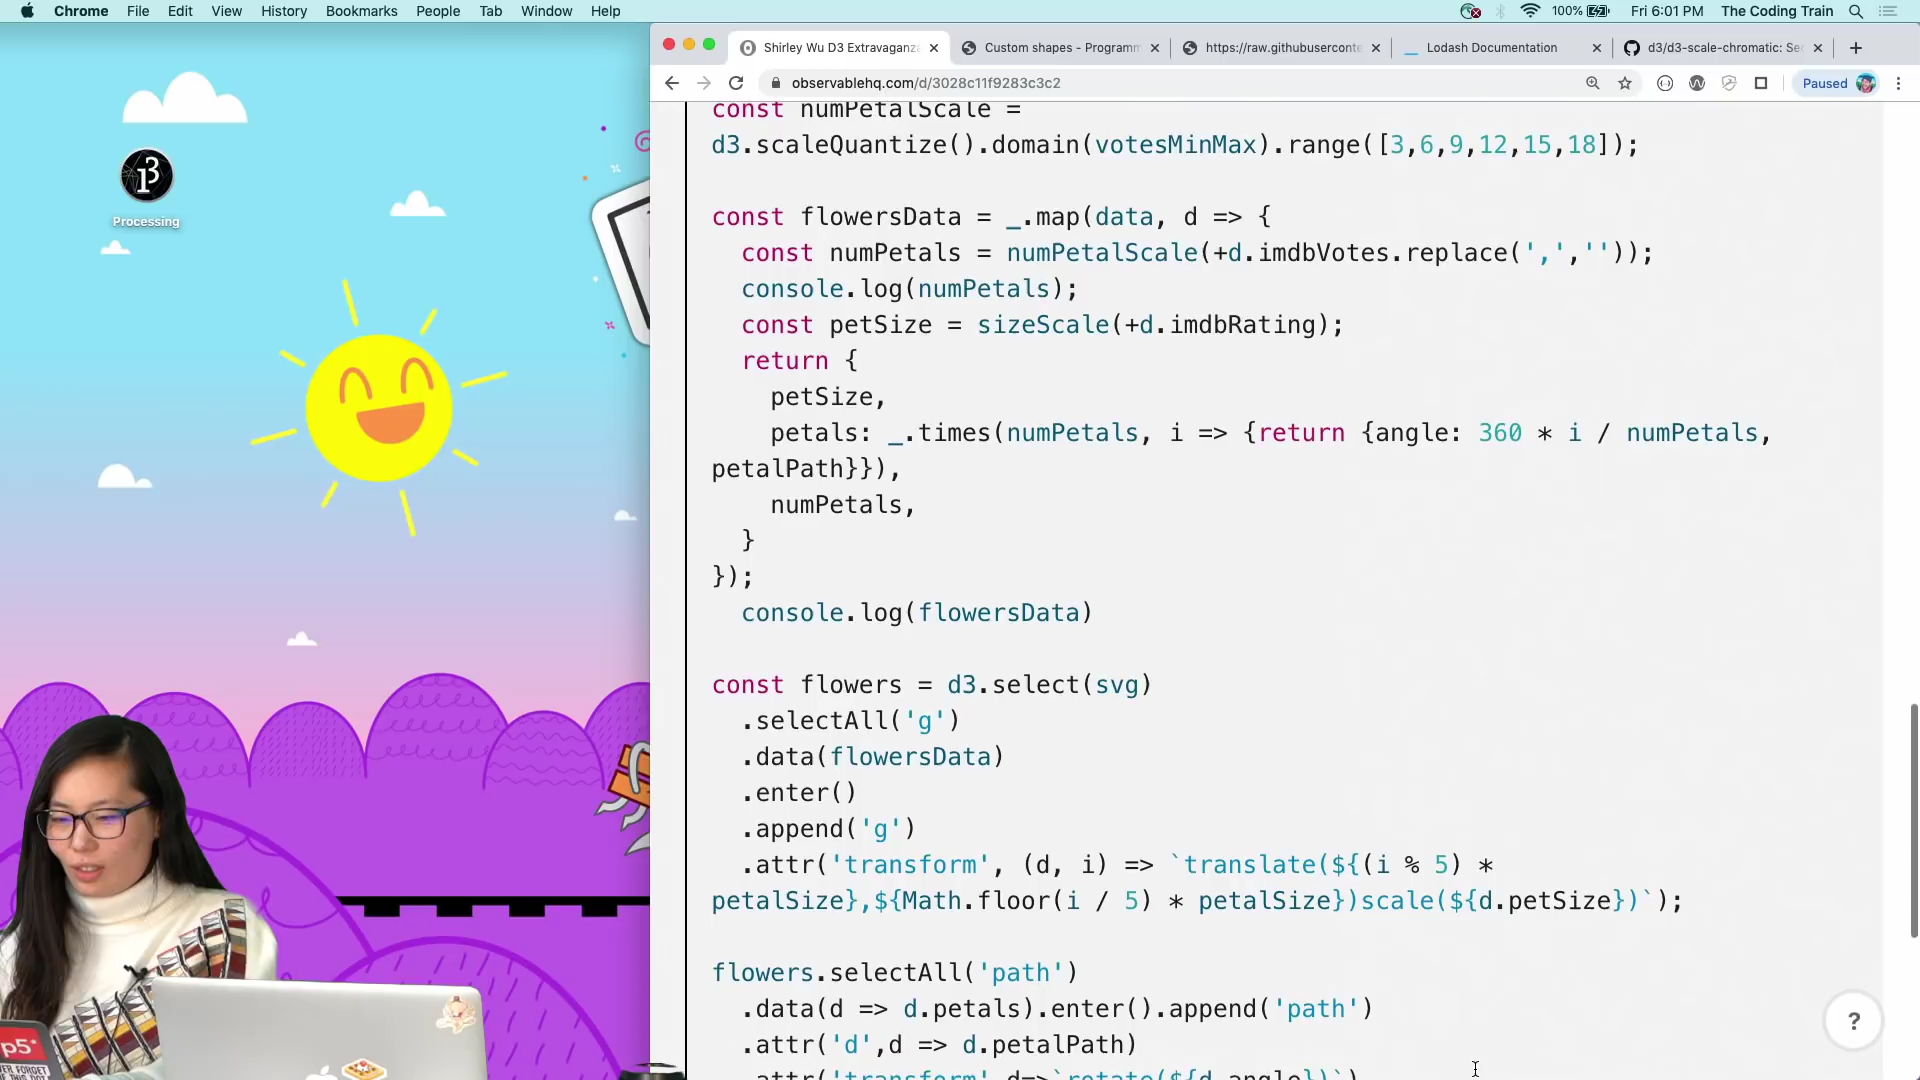 Chrome File Edit View History Bookmarks People Tab Window Help 100% Fri 6:01 PM The Coding Train
Shirley Wu D3 Extravaganza Custom shapes - Programm https://raw.githubuserconte Lodash Documentation d3/d3-scale-chromatic: Se
observablehq.com/d/3028c11f9283c3c2 Paused
Processing
const numPetalScale =
d3.scaleQuantize().domain(votesMinMax).range([3,6,9,12,15,18]);
const flowersData = _.map(data, d => {
const numPetals = numPetalScale(+d.imdbVotes.replace(',',''));
console.log(numPetals);
const petSize = sizeScale(+d.imdbRating);
return {
petSize,
petals: _.times(numPetals, i => {return {angle: 360 * i / numPetals,
petalPath}}),
numPetals,
}
});
console.log(flowersData)
const flowers = d3.select(svg)
.selectAll('g')
.data(flowersData)
.enter()
.append('g')
.attr('transform', (d, i) => `translate(${(i % 5) *
petalSize},${Math.floor(i / 5) * petalSize})scale(${d.petSize})`);
flowers.selectAll('path')
.data(d => d.petals).enter().append('path')
.attr('d',d => d.petalPath)
.attr('transform',d=>`rotate(${d.angle})`)
?
p5*